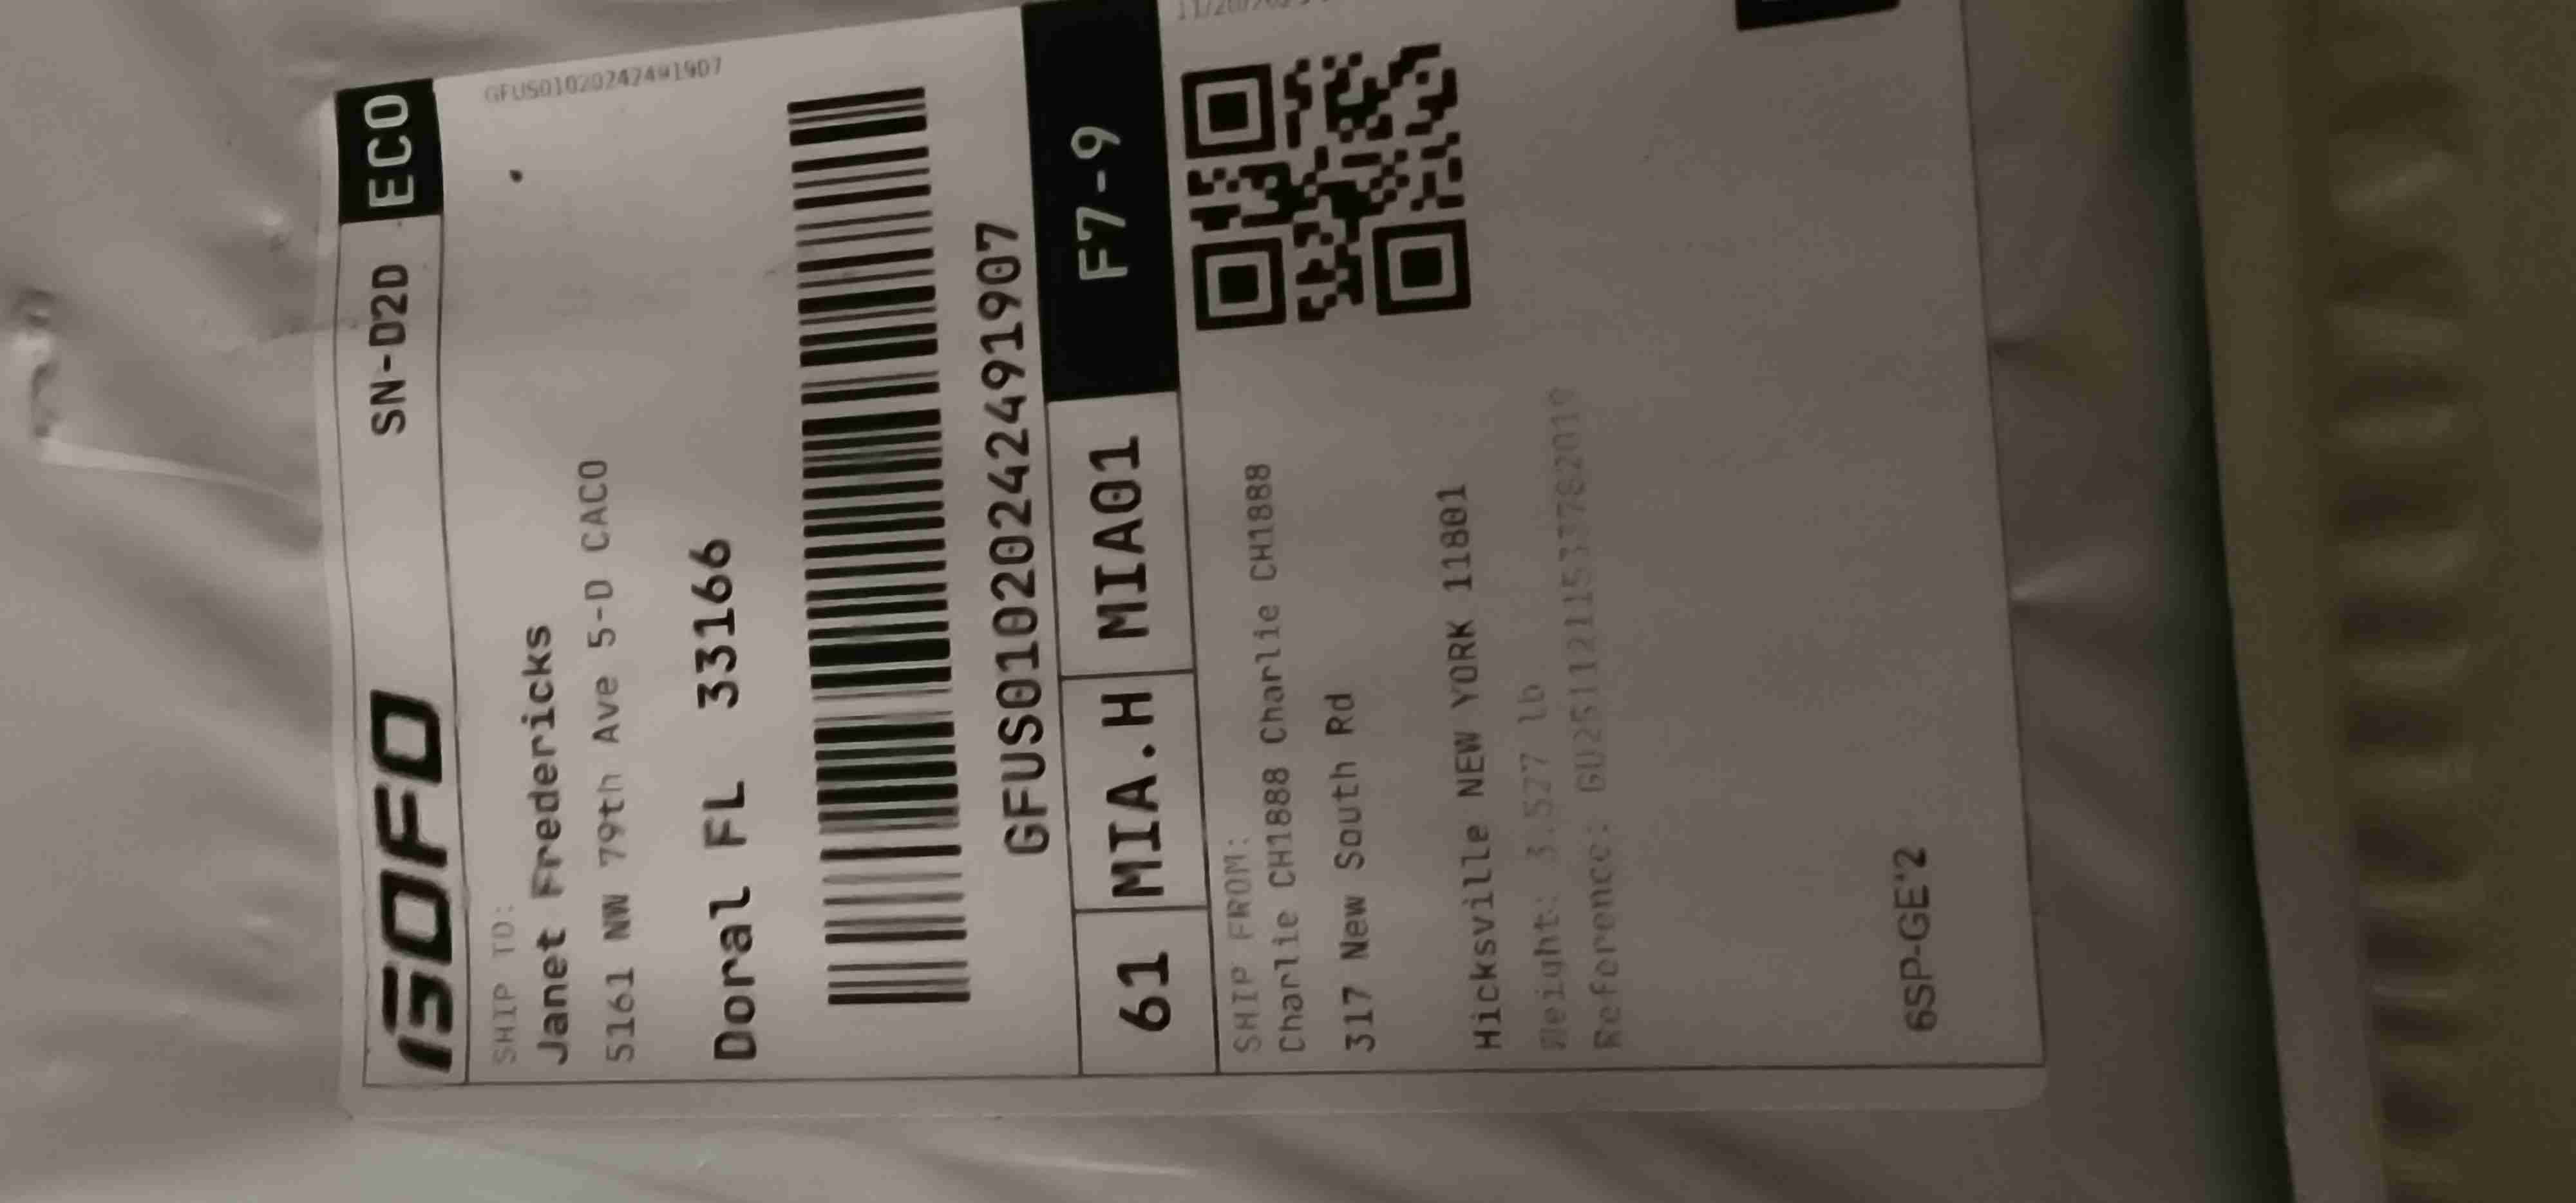 GOFO
SN-D2D
ECO
GFUS01020242491907
SHIP TO:
Janet Fredericks
5161 NW 79th Ave 5-D CACO
Doral FL 33166
GFUS01020242491907
61
MIA.H
MIA01
F7-9
SHIP FROM:
Charlie CH1888 Charlie CH1888
317 New South Rd
Hicksville NEW YORK 11801
Weight: 3.527 lb
Reference:
6SP-GE'2